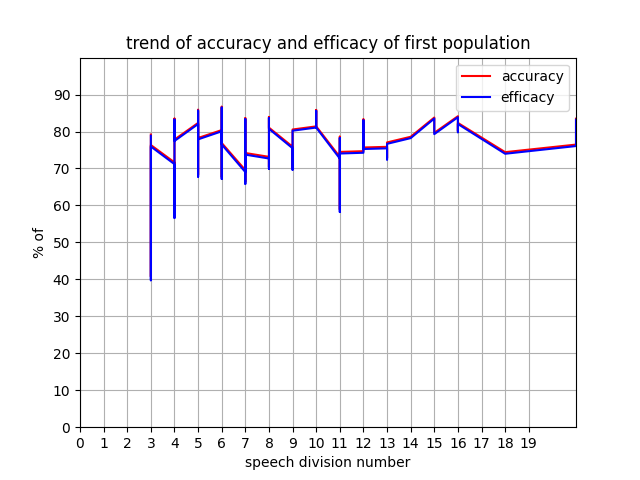 trend of accuracy and efficacy of first population
accuracy
efficacy
90
80
70
60
50
40
30
20
10
0
% of
0 1 2 3 4 5 6 7 8 9 10 11 12 13 14 15 16 17 18 19
speech division number